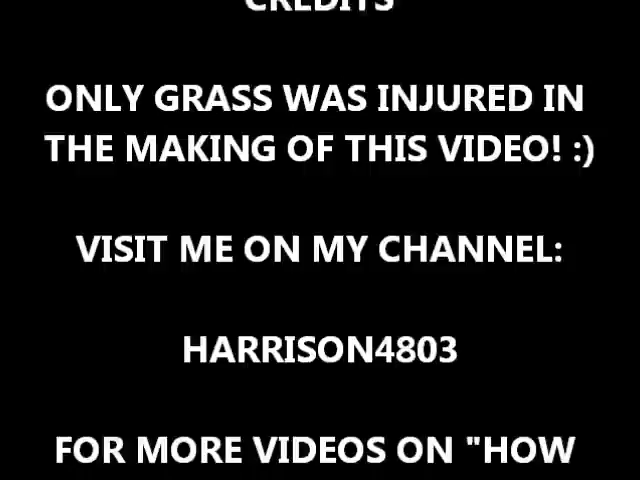 CREDITS
ONLY GRASS WAS INJURED IN
THE MAKING OF THIS VIDEO! :)
VISIT ME ON MY CHANNEL:
HARRISON4803
FOR MORE VIDEOS ON "HOW